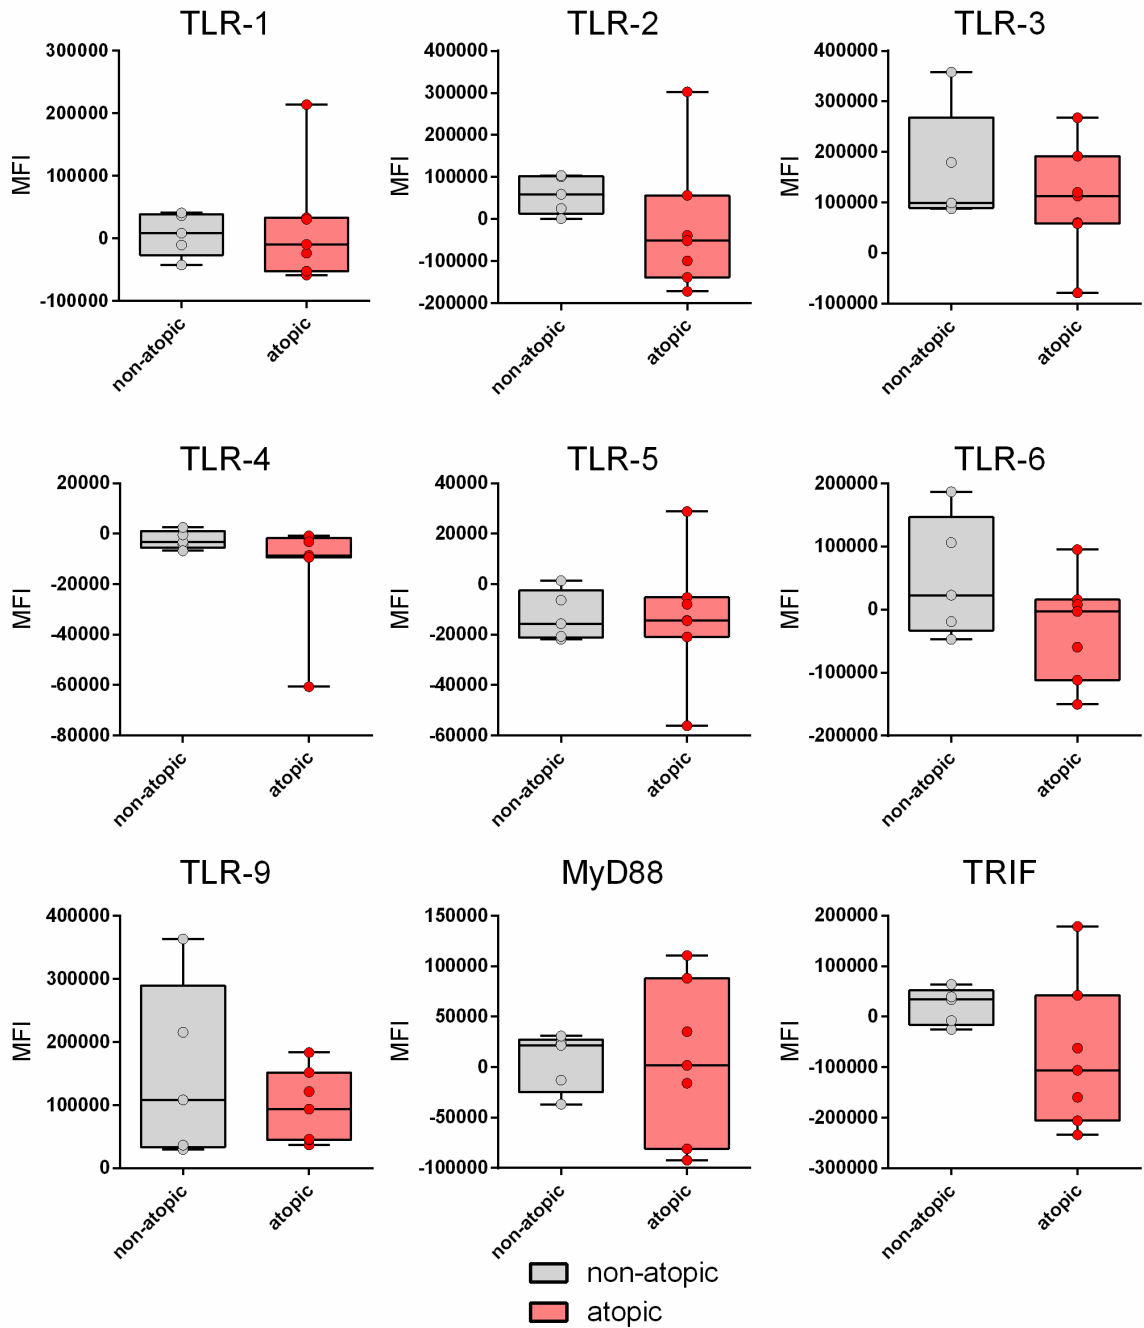 TLR-1
TLR-2
TLR-3
MFI
300000
200000
100000
0
-100000
non-atopic
atopic
MFI
400000
300000
200000
100000
0
-100000
-200000
non-atopic
atopic
MFI
400000
300000
200000
100000
0
-100000
non-atopic
atopic
TLR-4
TLR-5
TLR-6
MFI
20000
0
-20000
-40000
-60000
-80000
non-atopic
atopic
MFI
40000
20000
0
-20000
-40000
-60000
non-atopic
atopic
MFI
200000
100000
0
-100000
-200000
non-atopic
atopic
TLR-9
MyD88
TRIF
MFI
400000
300000
200000
100000
0
non-atopic
atopic
MFI
150000
100000
50000
0
-50000
-100000
non-atopic
atopic
MFI
200000
100000
0
-100000
-200000
-300000
non-atopic
atopic
non-atopic
atopic